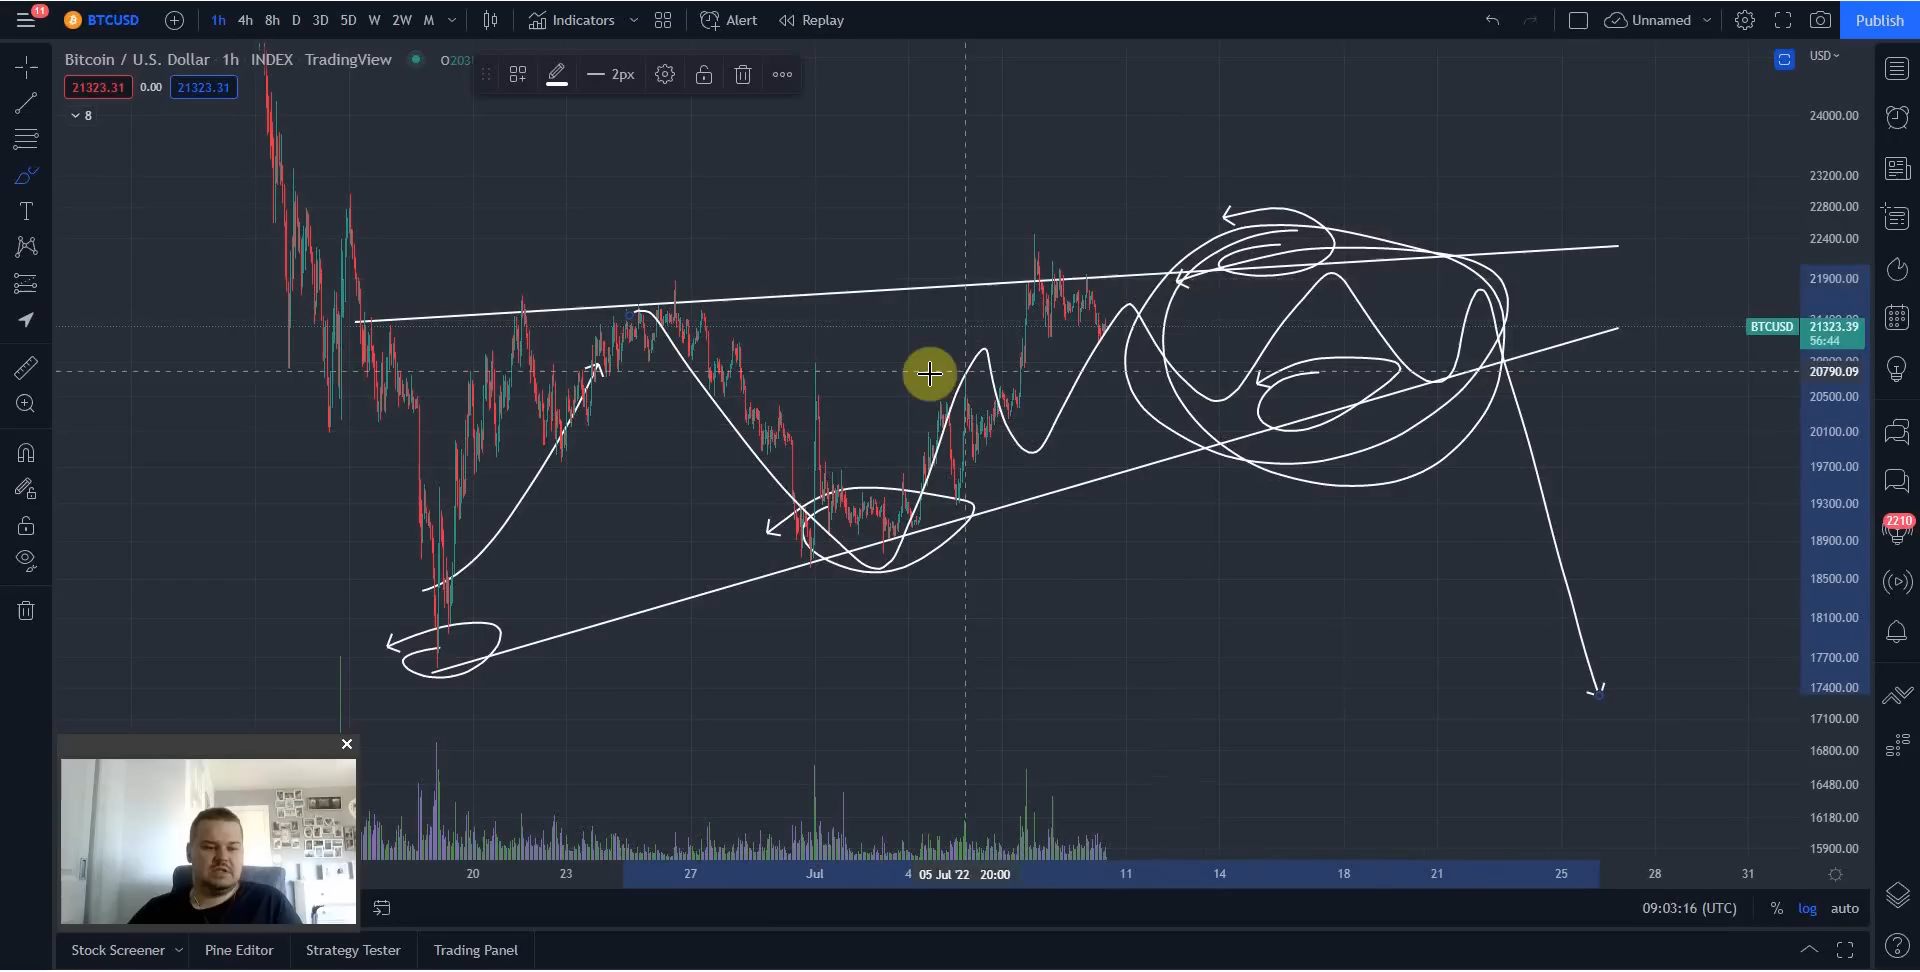 11
BTCUSD 1h 4h 8h D 3D 5D W 2W M Indicators Alert Replay Unnamed Publish
Bitcoin / U.S. Dollar 1h INDEX TradingView O203
2px
USD
21323.31 0.00 21323.31
8
24000.00
23200.00
22800.00
22400.00
21900.00
BTCUSD 21323.39
56:44
20790.09
20500.00
20100.00
19700.00
19300.00
18900.00
18500.00
18100.00
17700.00
17400.00
17100.00
16800.00
16480.00
16180.00
15900.00
2210
20 23 27 Jul 4 05 Jul '22 20:00 11 14 18 21 25 28 31
09:03:16 (UTC) % log auto
Stock Screener Pine Editor Strategy Tester Trading Panel